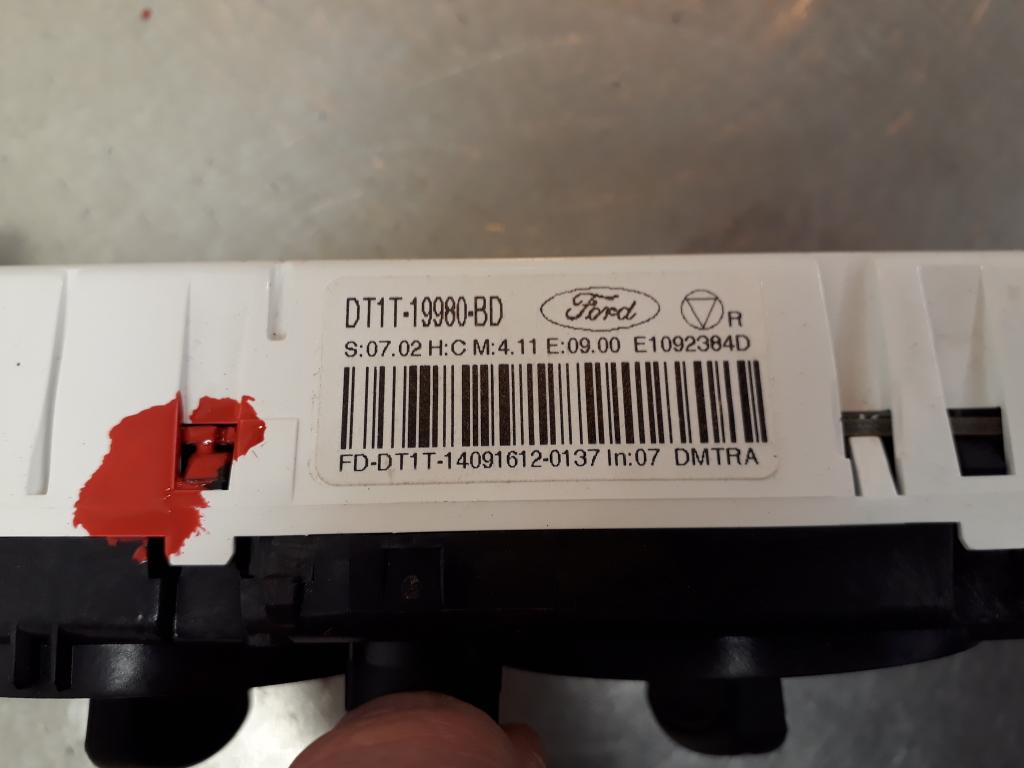 DT1T-19980-BD Ford R
S:07.02 H:C M:4.11 E:09.00 E1092384D
FD-DT1T-14091612-0137 In:07 DMTRA